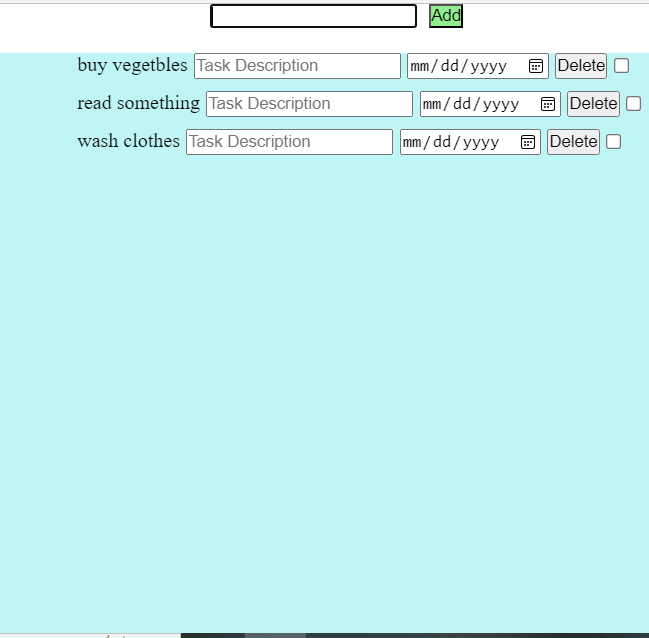 Add
buy vegetbles Task Description mm/dd/yyyy Delete
read something Task Description mm/dd/yyyy Delete
wash clothes Task Description mm/dd/yyyy Delete